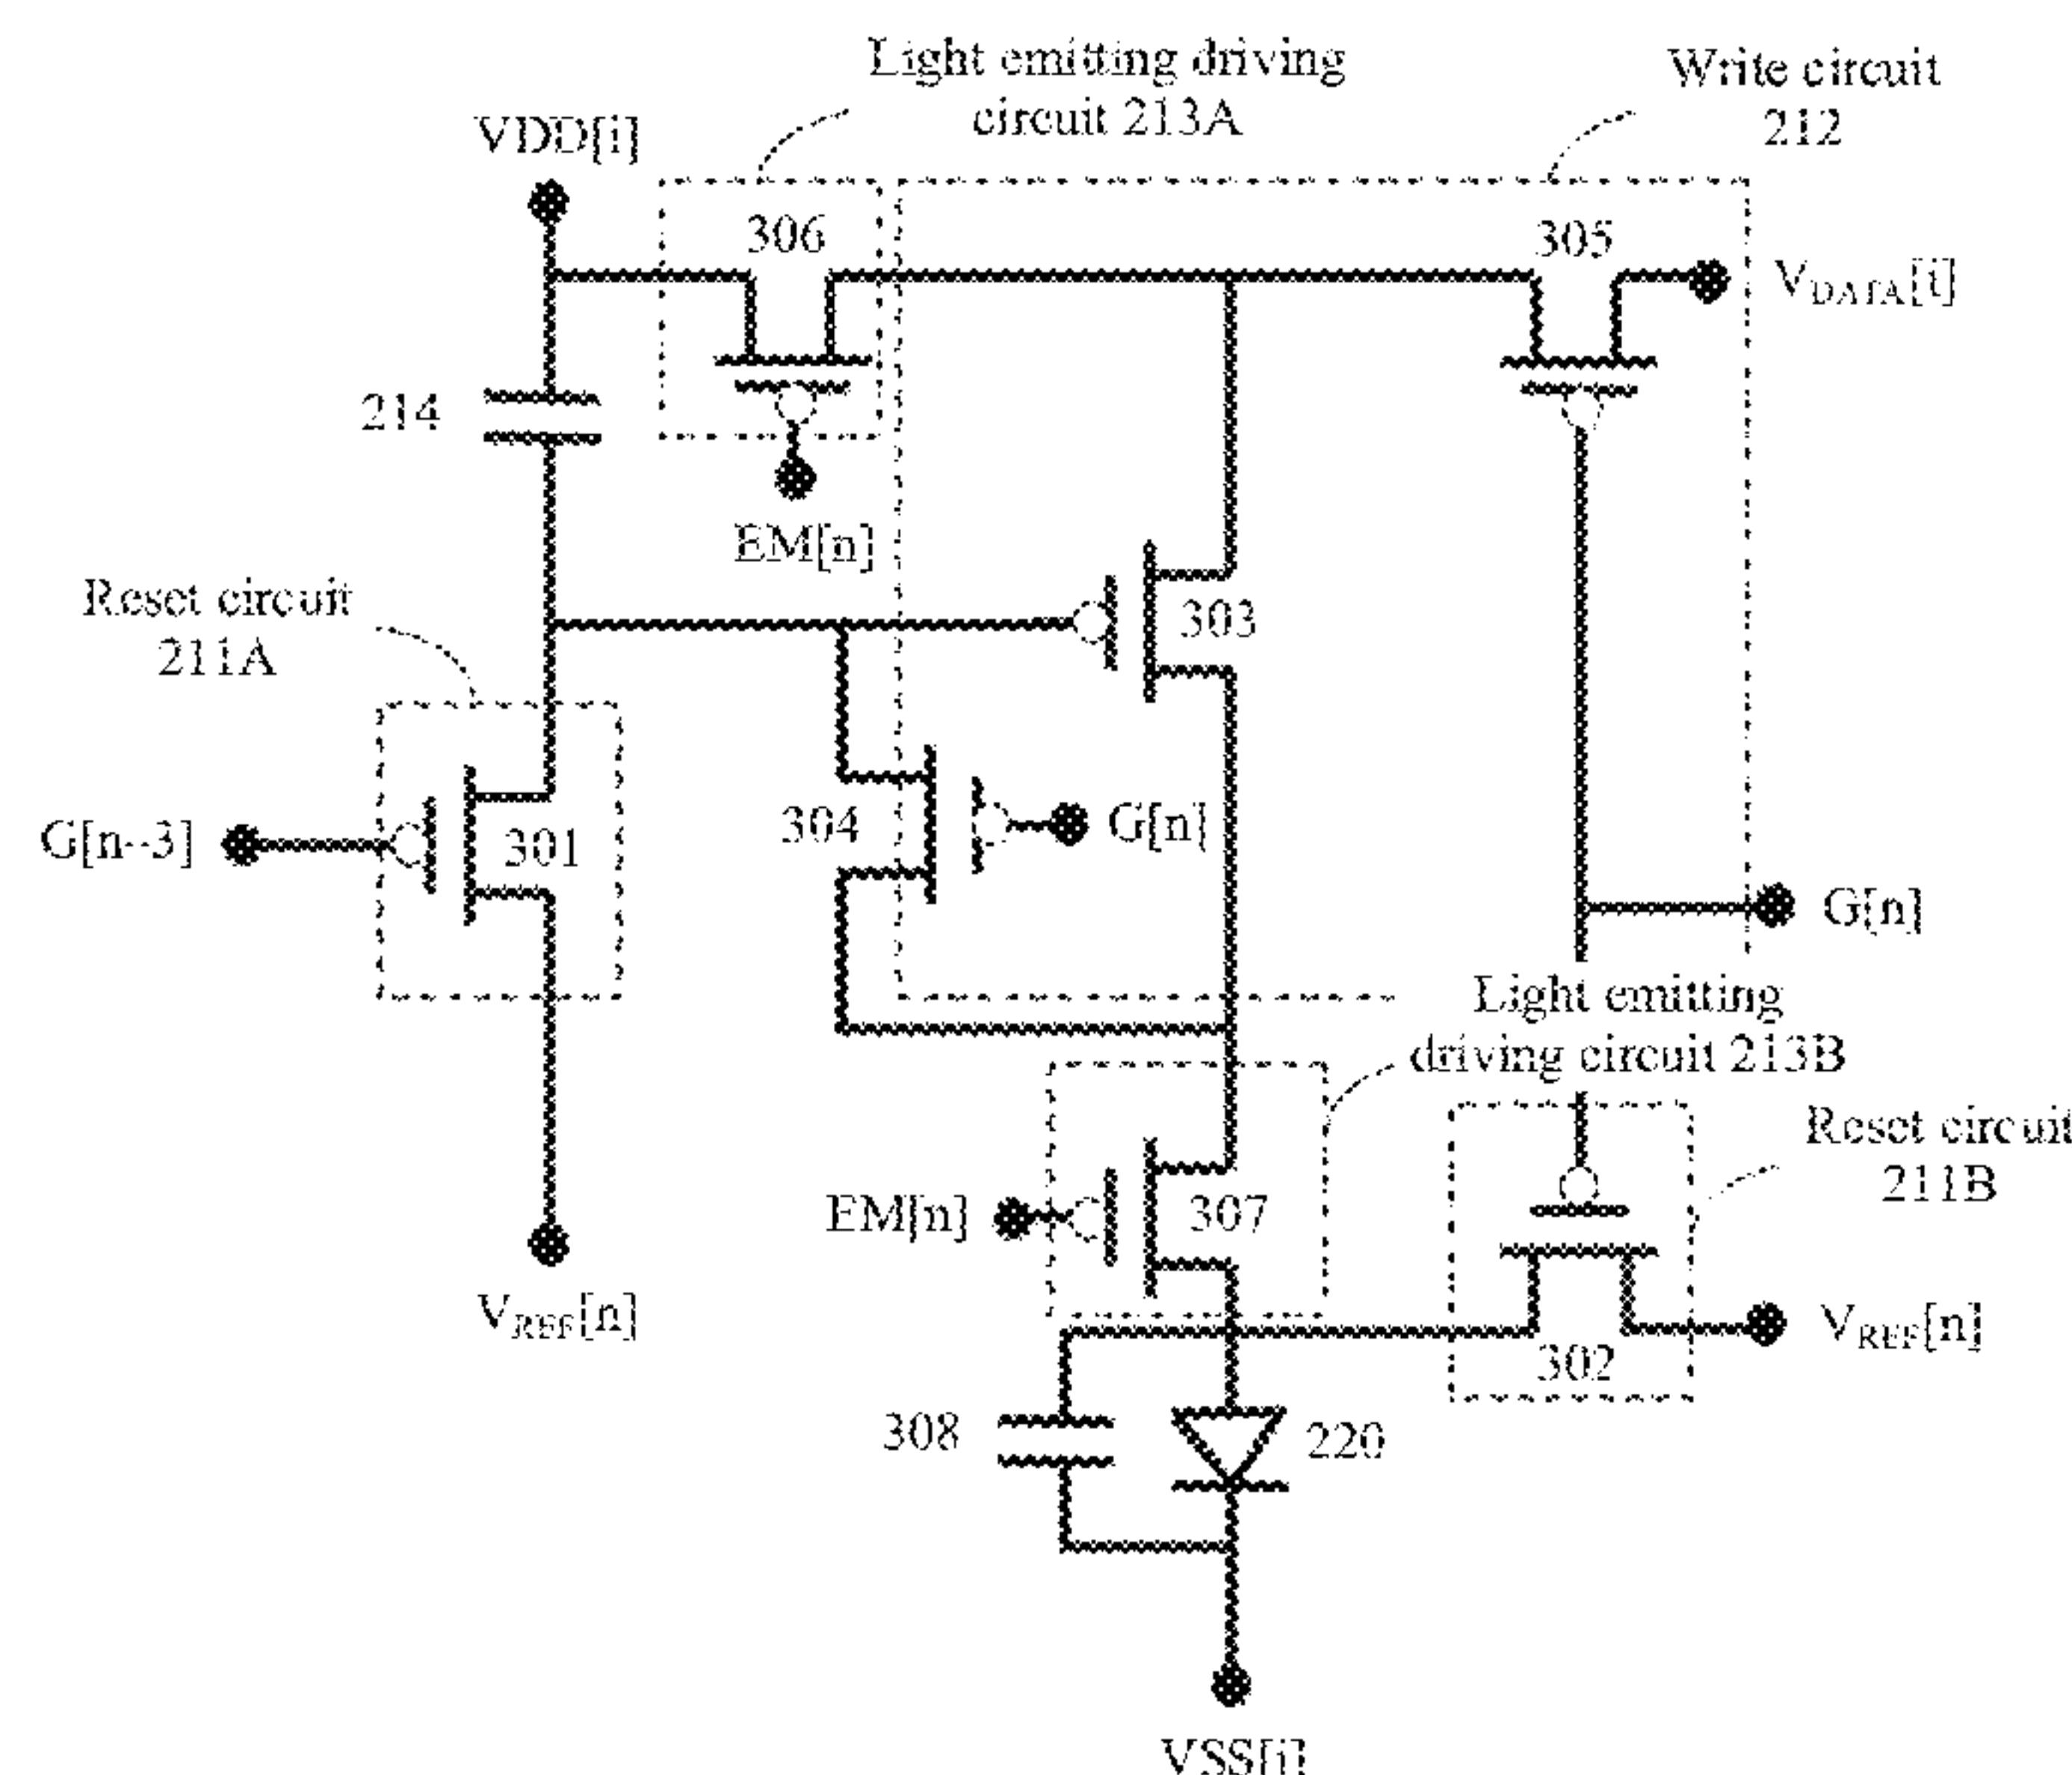 Light emitting driving
circuit 213A
Write circuit
212
VDD[i]
306
305
VDATA[i]
214
EM[n]
Reset circuit
211A
303
G[n-3]
301
304
G[n]
G[n]
Light emitting
driving circuit 213B
Reset circuit
211B
EM[n]
307
VREF[n]
VREF[n]
302
308
220
VSS[i]